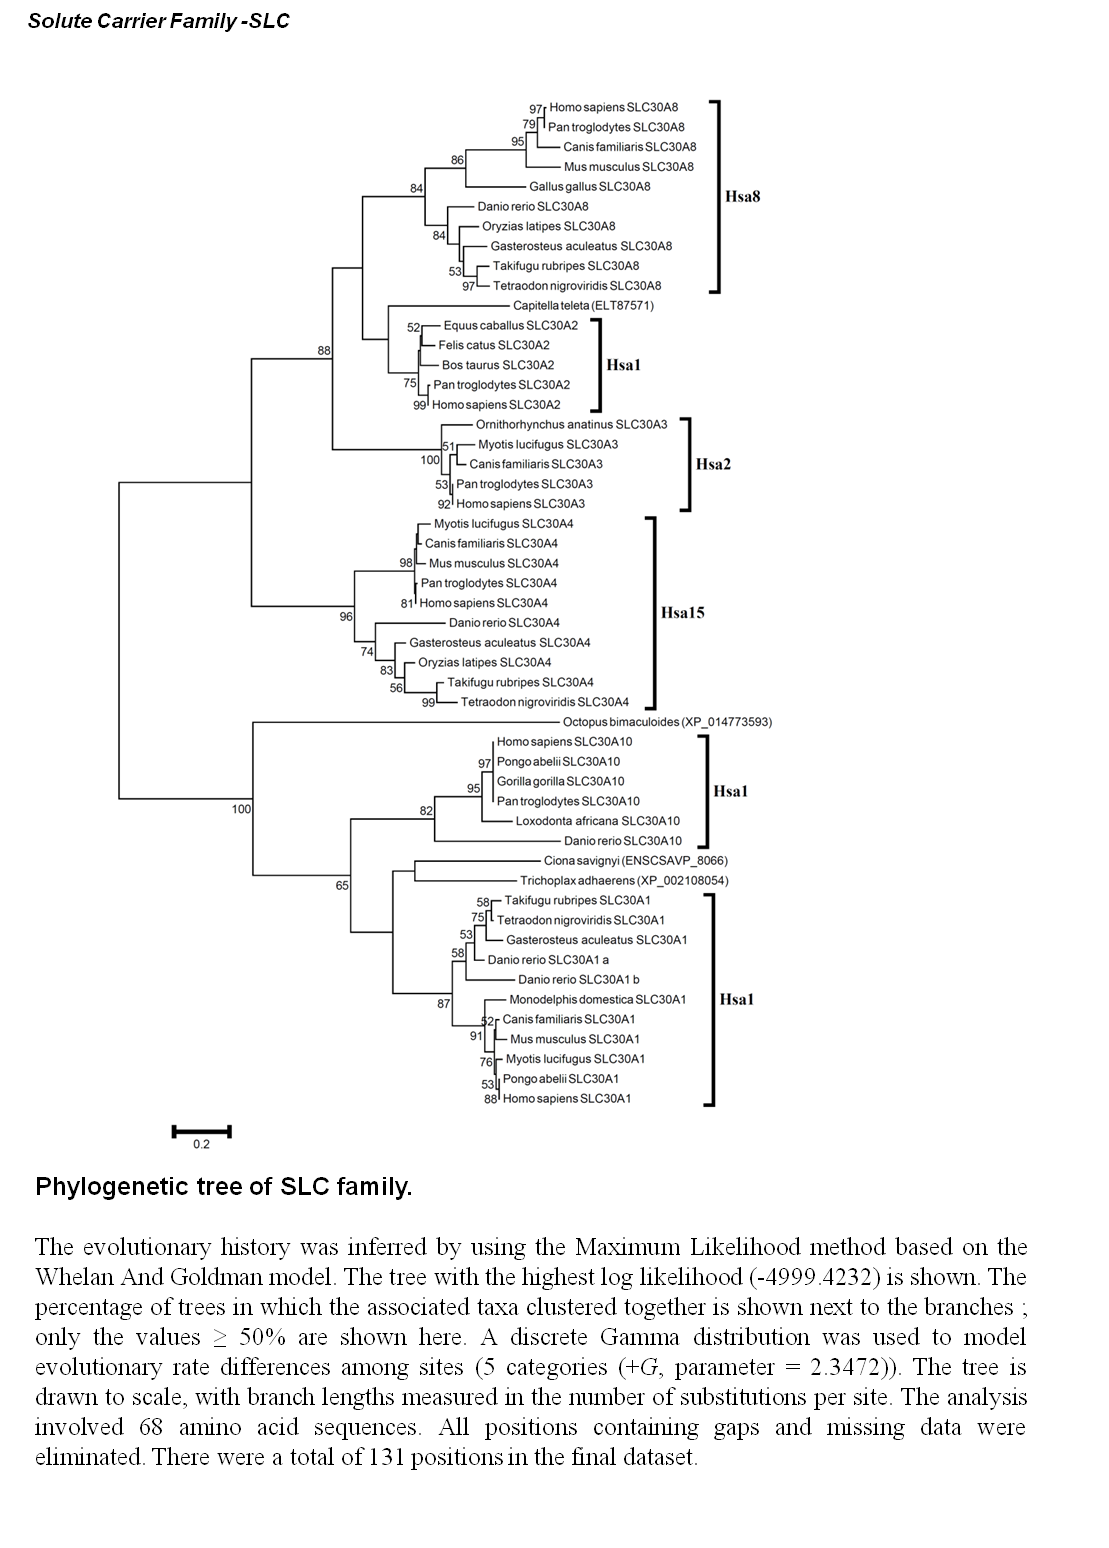 Solute Carrier Family -SLC
97
Homo sapiens SLC30A8
79
Pan troglodytes SLC30A8
95
Canis familiaris SLC30A8
86
Mus musculus SLC30A8
84
Gallus gallus SLC30A8
Hsa8
Danio rerio SLC30A8
84
Oryzias latipes SLC30A8
Gasterosteus aculeatus SLC30A8
53
Takifugu rubripes SLC30A8
97
Tetraodon nigroviridis SLC30A8
Capitella teleta (ELT87571)
52
Equus caballus SLC30A2
88
Felis catus SLC30A2
Bos taurus SLC30A2
Hsa1
75
Pan troglodytes SLC30A2
99
Homo sapiens SLC30A2
Ornithorhynchus anatinus SLC30A3
51
Myotis lucifugus SLC30A3
100
Canis familiaris SLC30A3
Hsa2
53
Pan troglodytes SLC30A3
92
Homo sapiens SLC30A3
Myotis lucifugus SLC30A4
Canis familiaris SLC30A4
98
Mus musculus SLC30A4
Pan troglodytes SLC30A4
81
Homo sapiens SLC30A4
96
Hsa15
Danio rerio SLC30A4
74
Gasterosteus aculeatus SLC30A4
83
Oryzias latipes SLC30A4
56
Takifugu rubripes SLC30A4
99
Tetraodon nigroviridis SLC30A4
Octopus bimaculoides (XP_014773593)
Homo sapiens SLC30A10
97
Pongo abelii SLC30A10
95
Gorilla gorilla SLC30A10
Hsa1
100
82
Pan troglodytes SLC30A10
Loxodonta africana SLC30A10
Danio rerio SLC30A10
Ciona savignyi (ENSCSAVP_8066)
65
Trichoplax adhaerens (XP_002108054)
58
Takifugu rubripes SLC30A1
75
Tetraodon nigroviridis SLC30A1
53
Gasterosteus aculeatus SLC30A1
58
Danio rerio SLC30A1 a
Danio rerio SLC30A1 b
87
Monodelphis domestica SLC30A1
Hsa1
52
Canis familiaris SLC30A1
91
Mus musculus SLC30A1
76
Myotis lucifugus SLC30A1
53
Pongo abelii SLC30A1
88
Homo sapiens SLC30A1
0.2
Phylogenetic tree of SLC family.
The evolutionary history was inferred by using the Maximum Likelihood method based on the
Whelan And Goldman model. The tree with the highest log likelihood (-4999.4232) is shown. The
percentage of trees in which the associated taxa clustered together is shown next to the branches ;
only the values ≥ 50% are shown here. A discrete Gamma distribution was used to model
evolutionary rate differences among sites (5 categories (+G, parameter = 2.3472)). The tree is
drawn to scale, with branch lengths measured in the number of substitutions per site. The analysis
involved 68 amino acid sequences. All positions containing gaps and missing data were
eliminated. There were a total of 131 positions in the final dataset.